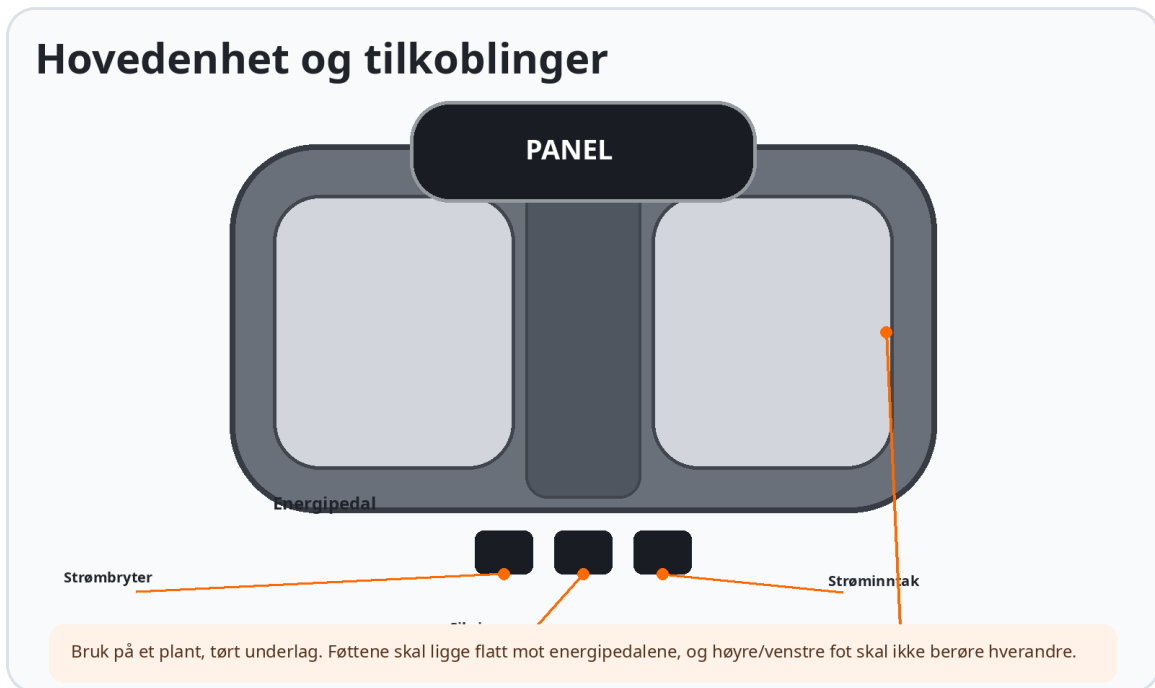 Hovedenhet og tilkoblinger
PANEL
Energipedal
Strømbryter
Strøminntak
Bruk på et plant, tørt underlag. Føttene skal ligge flatt mot energipedalene, og høyre/venstre fot skal ikke berøre hverandre.